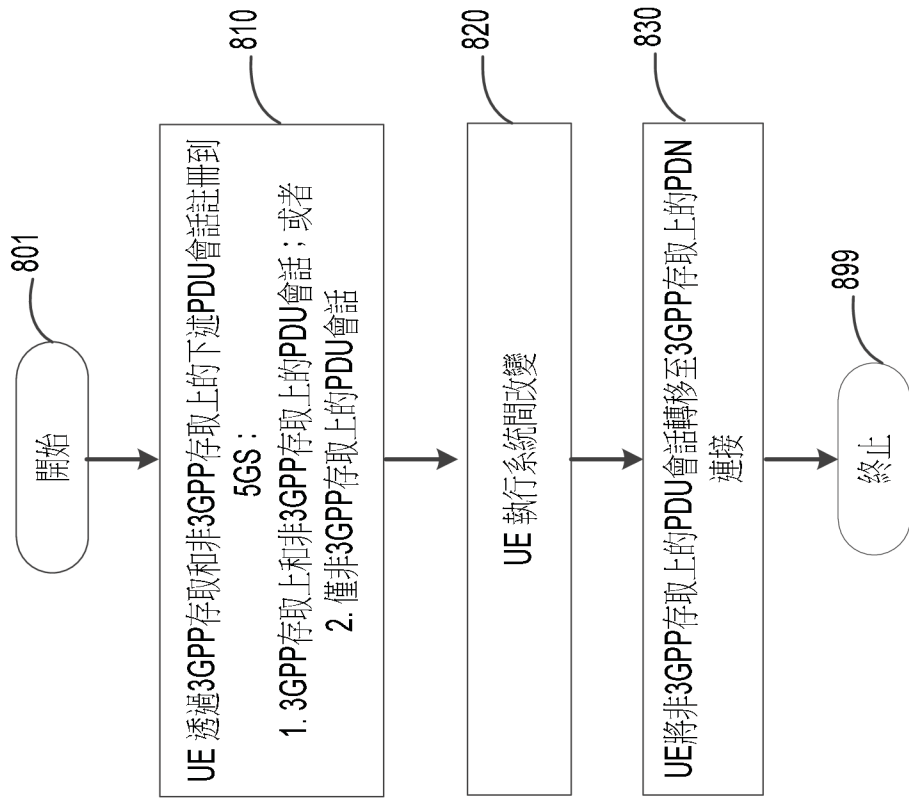 開始
801
UE 透過3GPP存取和非3GPP存取上的下述PDU會話註冊到
5GS：
1. 3GPP存取上和非3GPP存取上的PDU會話；或者
2. 僅非3GPP存取上的PDU會話
810
UE 執行系統間改變
820
UE將非3GPP存取上的PDU會話轉移至3GPP存取上的PDN
連接
830
終止
899